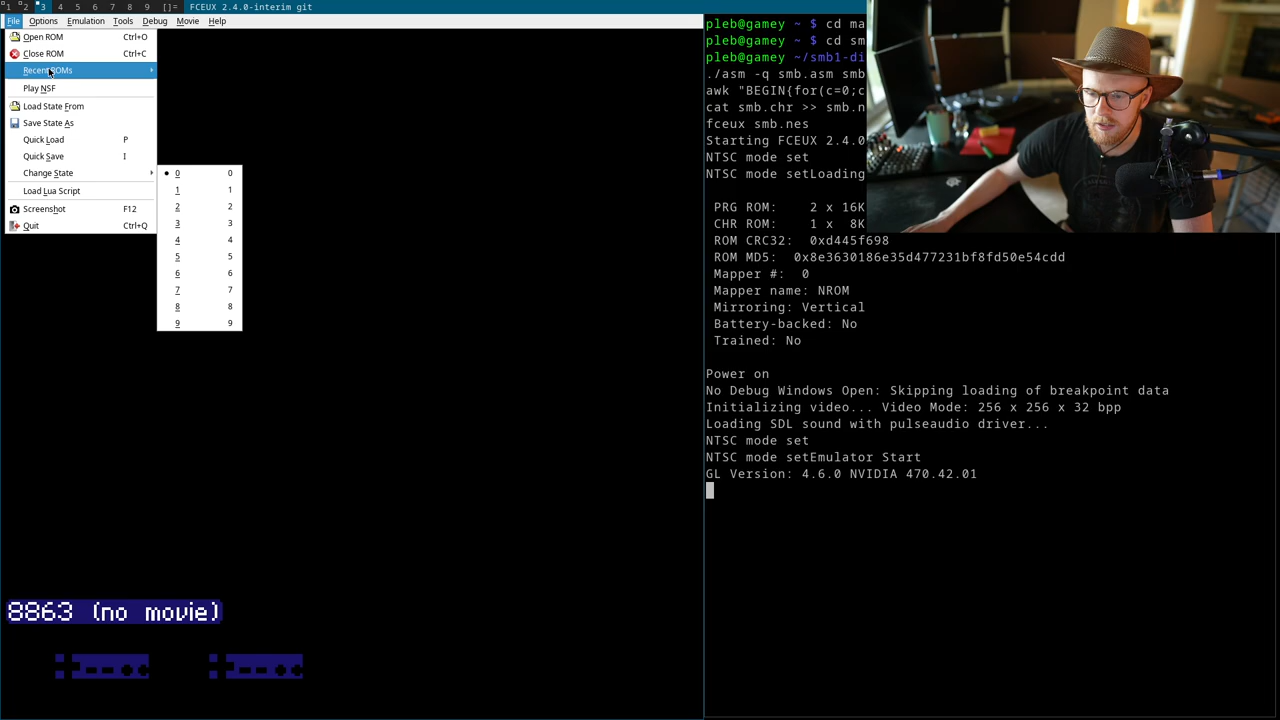 1 2 3 4 5 6 7 8 9 []= FCEUX 2.4.0-interim git
File Options Emulation Tools Debug Movie Help
Open ROM Ctrl+O
Close ROM Ctrl+C
Recent ROMs
Play NSF
Load State From
Save State As
Quick Load P
Quick Save I
Change State
Load Lua Script
Screenshot F12
Quit Ctrl+Q
0 0
1 1
2 2
3 3
4 4
5 5
6 6
7 7
8 8
9 9
8863 (no movie)
pleb@gamey ~ $ cd ma
pleb@gamey ~ $ cd sm
pleb@gamey ~/smb1-di
./asm -q smb.asm smb
awk "BEGIN{for(c=0;c
cat smb.chr >> smb.n
fceux smb.nes
Starting FCEUX 2.4.0
NTSC mode set
NTSC mode setLoading
PRG ROM: 2 x 16K
CHR ROM: 1 x 8K
ROM CRC32: 0xd445f698
ROM MD5: 0x8e3630186e35d477231bf8fd50e54cdd
Mapper #: 0
Mapper name: NROM
Mirroring: Vertical
Battery-backed: No
Trained: No
Power on
No Debug Windows Open: Skipping loading of breakpoint data
Initializing video... Video Mode: 256 x 256 x 32 bpp
Loading SDL sound with pulseaudio driver...
NTSC mode set
NTSC mode setEmulator Start
GL Version: 4.6.0 NVIDIA 470.42.01